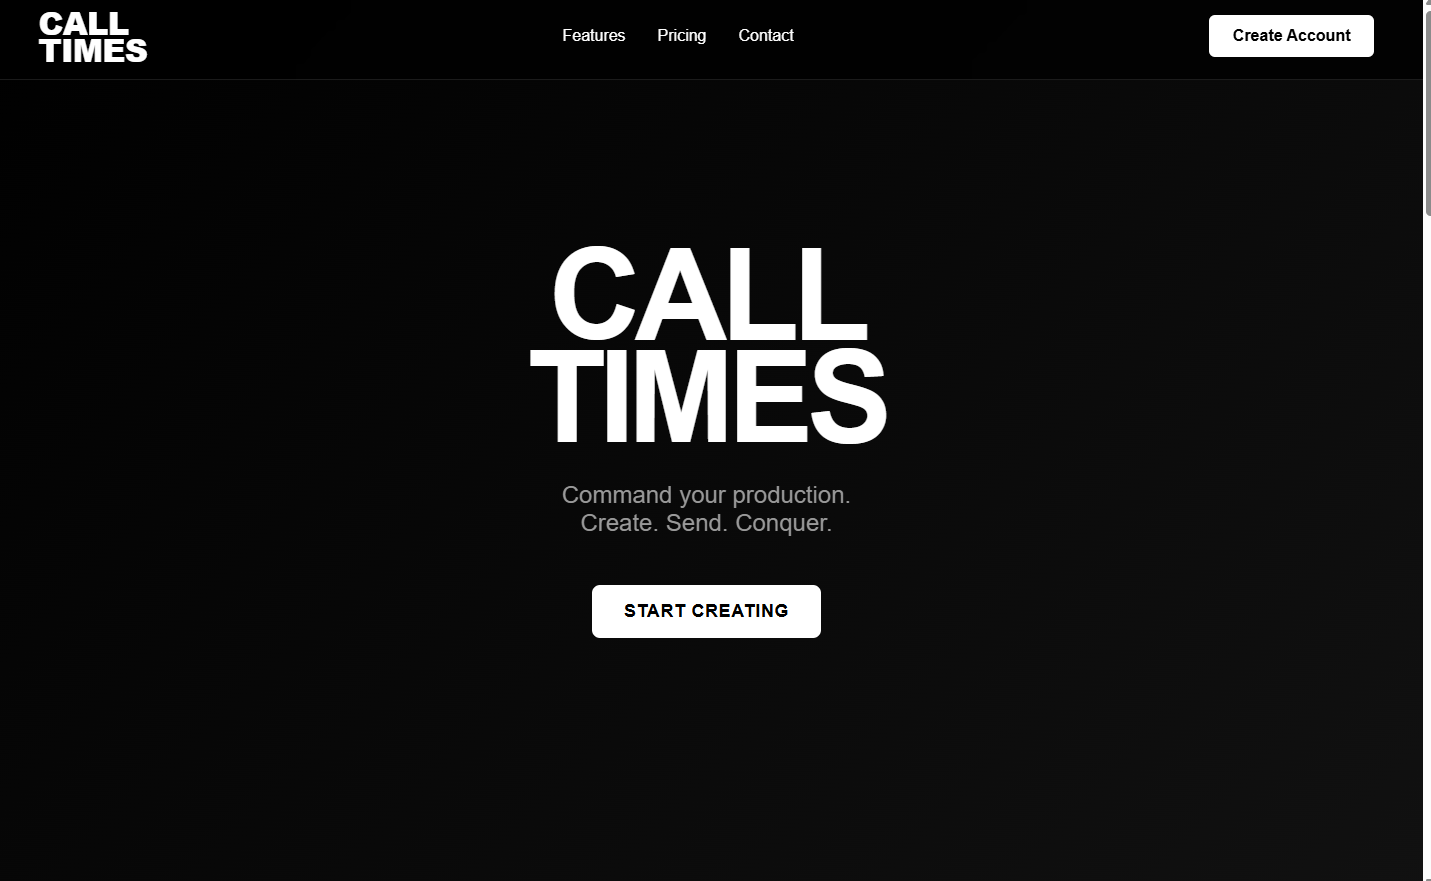 CALL
TIMES
Features
Pricing
Contact
Create Account
CALL
TIMES
Command your production.
Create. Send. Conquer.
START CREATING